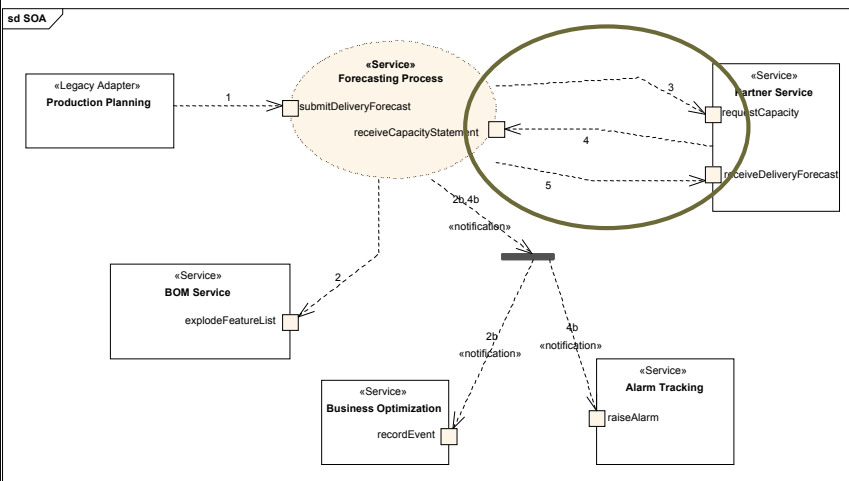 sd SOA
«Legacy Adapter»
Production Planning
1
«Service»
Forecasting Process
submitDeliveryForecast
receiveCapacityStatement
3
4
5
«Service»
Partner Service
requestCapacity
receiveDeliveryForecast
2b,4b
«notification»
2
«Service»
BOM Service
explodeFeatureList
2b
«notification»
4b
«notification»
«Service»
Business Optimization
recordEvent
«Service»
Alarm Tracking
raiseAlarm